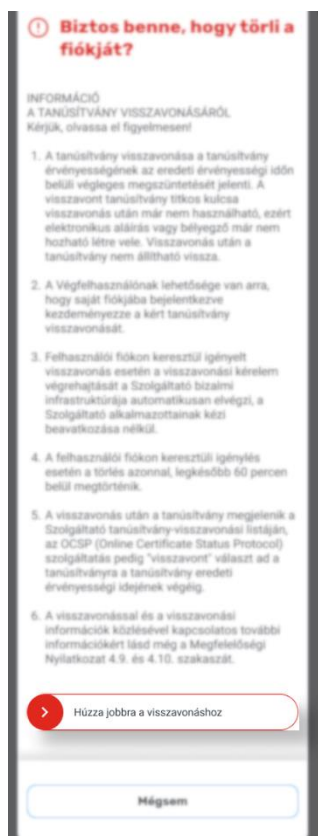 Biztos benne, hogy törli a
fiókját?
INFORMÁCIÓ
A TANÚSÍTVÁNY VISSZAVONÁSÁRÓL
Kérjük, olvassa el figyelmesen!
1. A tanúsítvány visszavonása a tanúsítvány
érvényességének az eredeti érvényességi időn
belüli végleges megszüntetését jelenti. A
visszavont tanúsítvány titkos kulcsa
visszavonás után már nem használható, ezért
elektronikus aláírás vagy bélyegző már nem
hozható létre vele. Visszavonás után a
tanúsítvány nem állítható vissza.
2. A Végfelhasználónak lehetősége van arra,
hogy saját fiókjába bejelentkezve
kezdeményezze a kért tanúsítvány
visszavonását.
3. Felhasználói fiókon keresztül igényelt
visszavonás esetén a visszavonási kérelem
végrehajtását a Szolgáltató bizalmi
infrastruktúrája automatikusan elvégzi, a
Szolgáltató alkalmazottainak kézi
beavatkozása nélkül.
4. A felhasználói fiókon keresztüli igénylés
esetén a törlés azonnal, legkésőbb 60 percen
belül megtörténik.
5. A visszavonás után a tanúsítvány megjelenik a
Szolgáltató tanúsítvány-visszavonási listáján,
az OCSP (Online Certificate Status Protocol)
szolgáltatás pedig "visszavont" választ ad a
tanúsítványra a tanúsítvány eredeti
érvényességi idejének végéig.
6. A visszavonással és a visszavonási
információk közlésével kapcsolatos további
információkért lásd még a Megfelelőségi
Nyilatkozat 4.9. és 4.10. szakaszát.
Húzza jobbra a visszavonáshoz
Mégsem